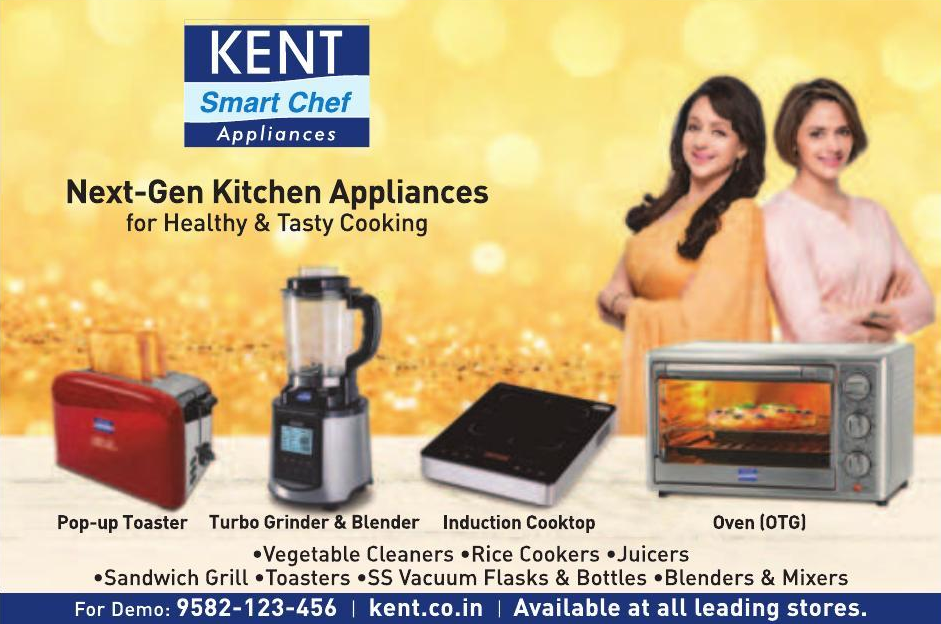 KENT
Smart Chef
Appliances
Next-Gen Kitchen Appliances
for Healthy & Tasty Cooking
Pop-up Toaster Turbo Grinder & Blender Induction Cooktop Oven (OTG)
•Vegetable Cleaners •Rice Cookers •Juicers
•Sandwich Grill •Toasters •SS Vacuum Flasks & Bottles •Blenders & Mixers
For Demo: 9582-123-456 | kent.co.in | Available at all leading stores.